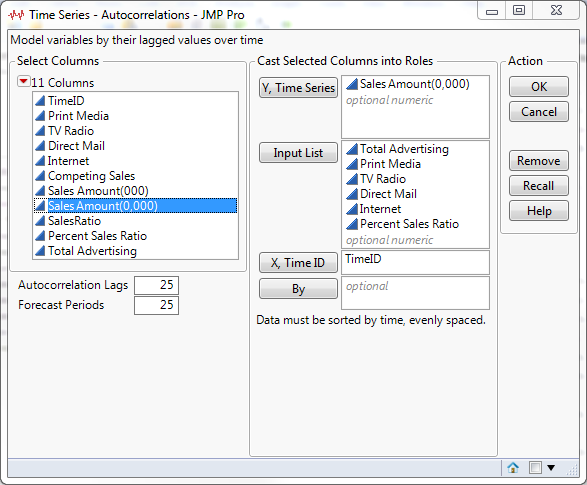 Time Series - Autocorrelations - JMP Pro
Model variables by their lagged values over time
Select Columns
11 Columns
TimeID
Print Media
TV Radio
Direct Mail
Internet
Competing Sales
Sales Amount(000)
Sales Amount(0,000)
SalesRatio
Percent Sales Ratio
Total Advertising
Autocorrelation Lags 25
Forecast Periods 25
Cast Selected Columns into Roles
Y, Time Series
Sales Amount(0,000)
optional numeric
Input List
Total Advertising
Print Media
TV Radio
Direct Mail
Internet
Percent Sales Ratio
optional numeric
X, Time ID
TimeID
By
optional
Data must be sorted by time, evenly spaced.
Action
OK
Cancel
Remove
Recall
Help